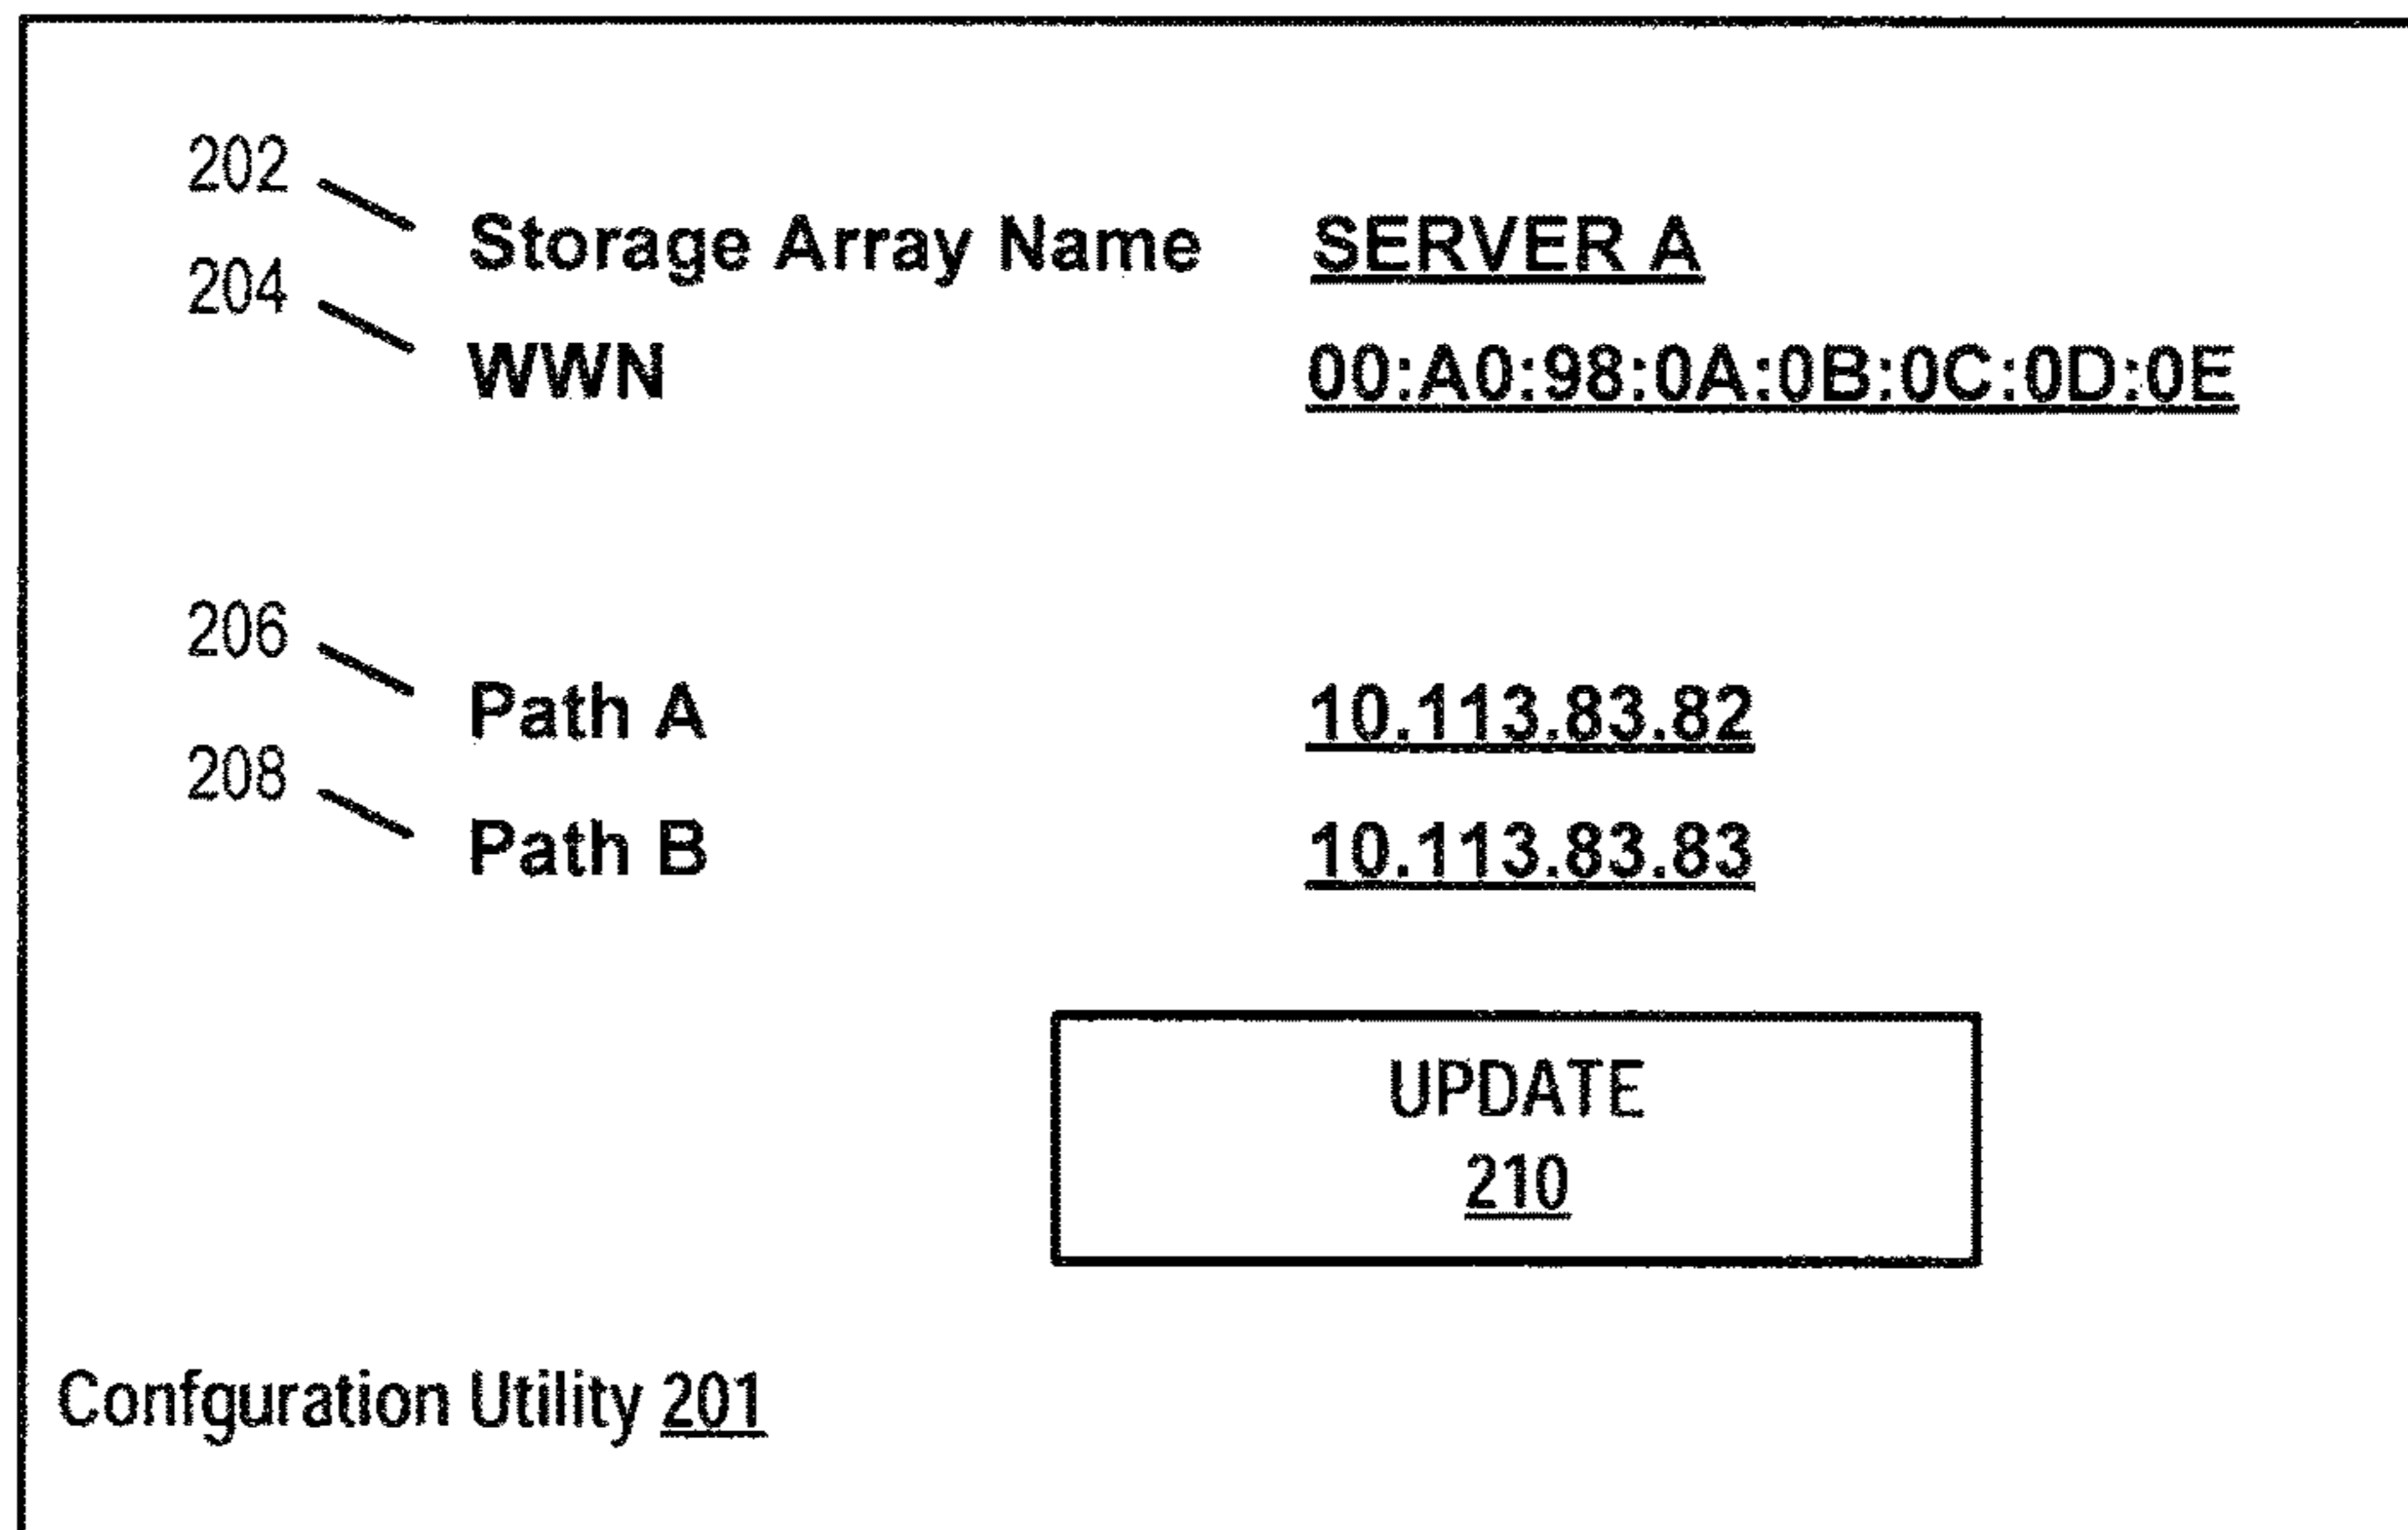 202
Storage Array Name SERVER A
204
WWN 00:A0:98:0A:0B:0C:0D:0E
206
Path A 10.113.83.82
208
Path B 10.113.83.83
UPDATE
210
Confguration Utility 201